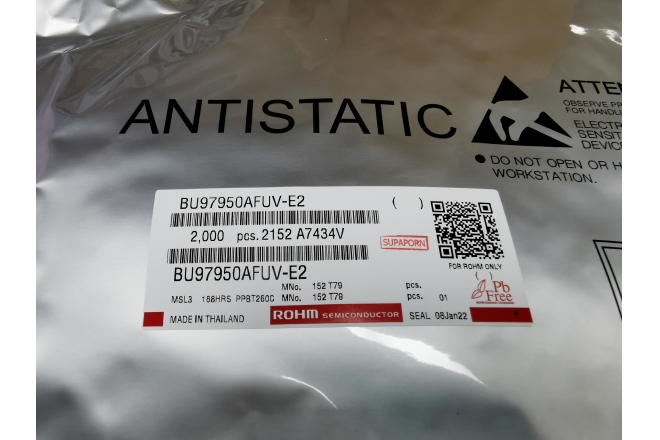 ANTISTATIC
ATTE
OBSERVE PR
FOR HANDLI
ELECTR
SENSIT
DEVIC
● DO NOT OPEN OR H
WORKSTATION.
BU97950AFUV-E2 ( )
2,000 pcs. 2152 A7434V
SUPAPORN
BU97950AFUV-E2
FOR ROHM ONLY
( )
MNo. 152 T79 pcs.
MSL3 168HRS PPBT260C MNo. 152 T79 pcs. 01
Pb
Free
MADE IN THAILAND ROHM SEMICONDUCTOR SEAL 08Jan22